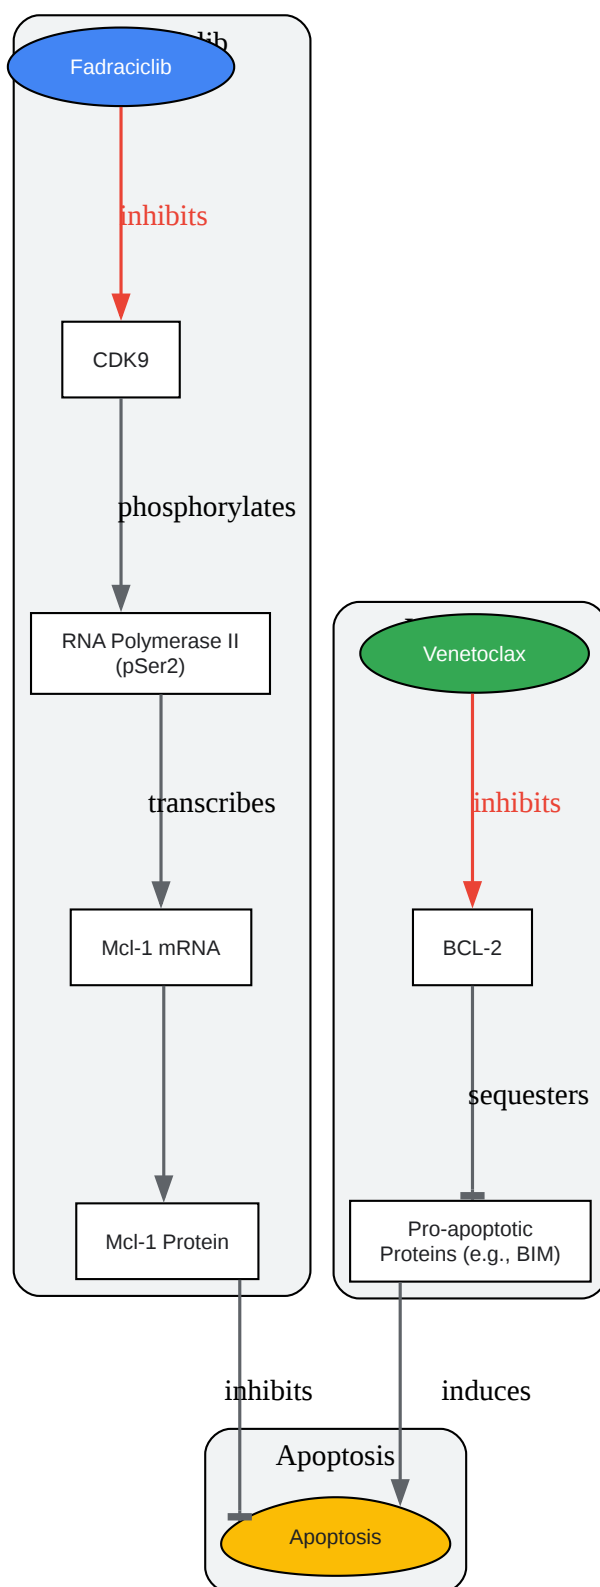 Fadraciclib
inhibits
CDK9
phosphorylates
RNA Polymerase II
(pSer2)
transcribes
Mcl-1 mRNA
Mcl-1 Protein
inhibits
Venetoclax
inhibits
BCL-2
sequesters
Pro-apoptotic
Proteins (e.g., BIM)
induces
Apoptosis
Apoptosis